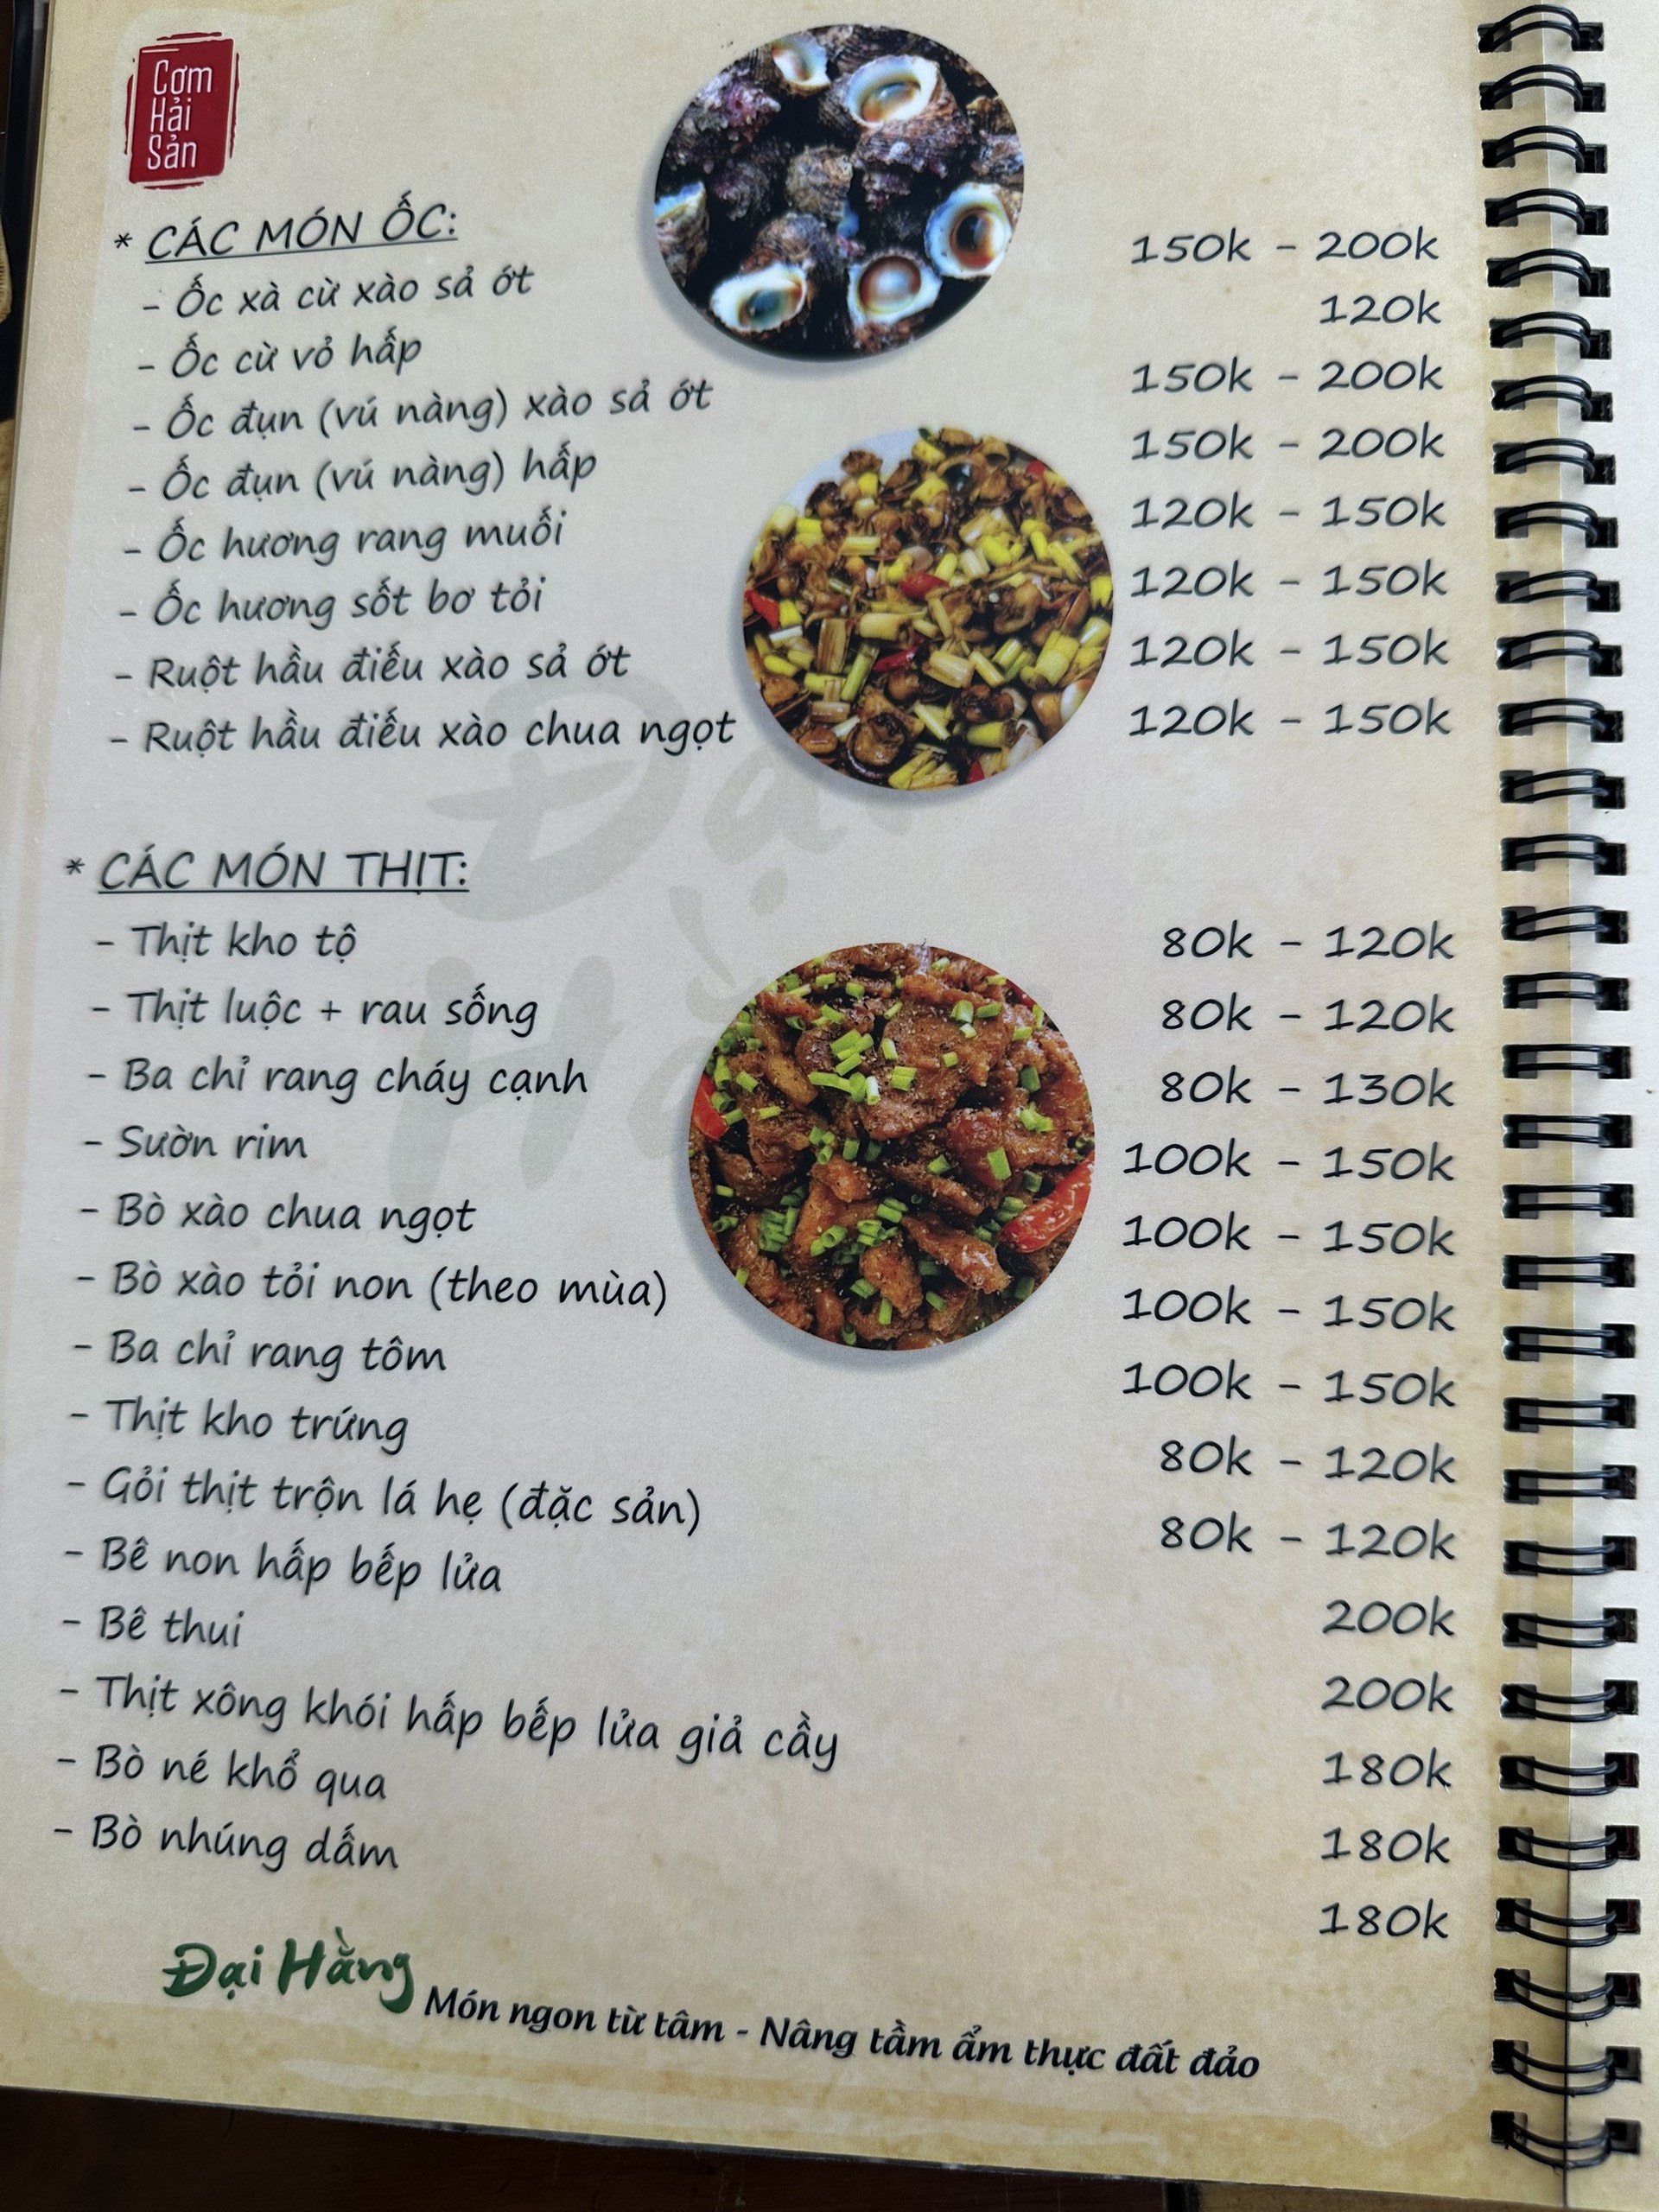 Cơm
Hải
Sản
* CÁC MÓN ỐC:
- Ốc xà cừ xào sả ớt 150k - 200k
- Ốc cừ vỏ hấp 120k
- Ốc đụn (vú nàng) xào sả ớt 150k - 200k
- Ốc đụn (vú nàng) hấp 150k - 200k
- Ốc hương rang muối 120k - 150k
- Ốc hương sốt bơ tỏi 120k - 150k
- Ruột hầu điếu xào sả ớt 120k - 150k
- Ruột hầu điếu xào chua ngọt 120k - 150k
* CÁC MÓN THỊT:
- Thịt kho tộ 80k - 120k
- Thịt luộc + rau sống 80k - 120k
- Ba chỉ rang cháy cạnh 80k - 130k
- Sườn rim 100k - 150k
- Bò xào chua ngọt 100k - 150k
- Bò xào tỏi non (theo mùa) 100k - 150k
- Ba chỉ rang tôm 100k - 150k
- Thịt kho trứng 80k - 120k
- Gỏi thịt trộn lá hẹ (đặc sản) 80k - 120k
- Bê non hấp bếp lửa 200k
- Bê thui 200k
- Thịt xông khói hấp bếp lửa giả cầy 180k
- Bò né khổ qua 180k
- Bò nhúng dấm 180k
Đại Hằng
Món ngon từ tâm - Nâng tầm ẩm thực đất đảo